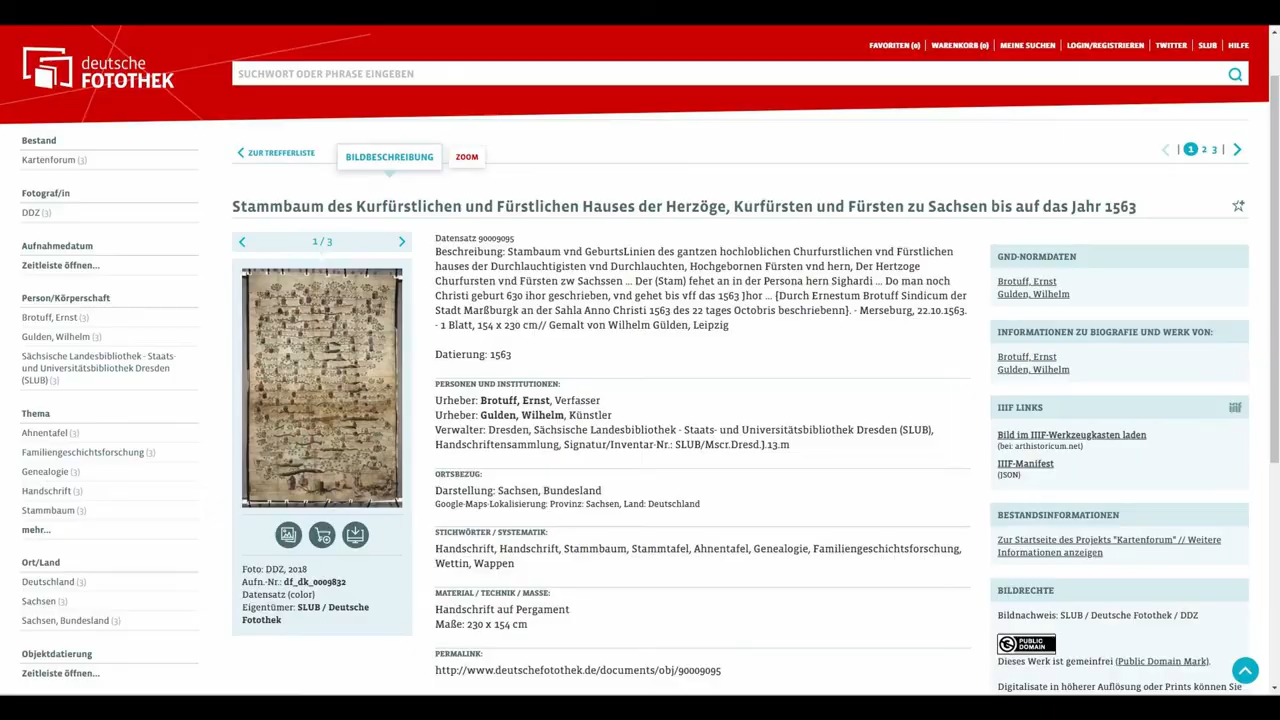 FAVORITEN (0) | WARENKORB (0) | MEINE SUCHEN | LOGIN/REGISTRIEREN | TWITTER | SLUB | HILFE
deutsche
FOTOTHEK
SUCHWORT ODER PHRASE EINGEBEN
Bestand
Kartenforum (3)
Fotograf/in
DDZ (3)
Aufnahmedatum
Zeitleiste öffnen...
Person/Körperschaft
Brotuff, Ernst (3)
Gulden, Wilhelm (3)
Sächsische Landesbibliothek - Staats-
und Universitätsbibliothek Dresden
(SLUB) (3)
Thema
Ahnentafel (3)
Familiengeschichtsforschung (3)
Genealogie (3)
Handschrift (3)
Stammbaum (3)
mehr...
Ort/Land
Deutschland (3)
Sachsen (3)
Sachsen, Bundesland (3)
Objektdatierung
Zeitleiste öffnen...
ZUR TREFFERLISTE
BILDBESCHREIBUNG
ZOOM
| 1 2 3 |
Stammbaum des Kurfürstlichen und Fürstlichen Hauses der Herzöge, Kurfürsten und Fürsten zu Sachsen bis auf das Jahr 1563
1 / 3
Foto: DDZ, 2018
Aufn.-Nr.: df_dk_0009832
Datensatz (color)
Eigentümer: SLUB / Deutsche
Fotothek
Datensatz 90009095
Beschreibung: Stambaum vnd GeburtsLinien des gantzen hochloblichen Churfurstlichen vnd Fürstlichen
hauses der Durchlauchtigisten vnd Durchlauchten, Hochgebornen Fürsten vnd hern, Der Hertzoge
Churfursten vnd Fürsten zw Sachssen ... Der (Stam) fehet an in der Persona hern Sighardi ... Do man noch
Christi geburt 630 ihor geschrieben, vnd gehet bis vff das 1563 Jhor ... [Durch Ernestum Brotuff Sindicum der
Stadt Marßburgk an der Sahla Anno Christi 1563 des 22 tages Octobris beschriebenn]. - Merseburg, 22.10.1563.
- 1 Blatt, 154 x 230 cm// Gemalt von Wilhelm Gülden, Leipzig
Datierung: 1563
PERSONEN UND INSTITUTIONEN:
Urheber: Brotuff, Ernst, Verfasser
Urheber: Gulden, Wilhelm, Künstler
Verwalter: Dresden, Sächsische Landesbibliothek - Staats- und Universitätsbibliothek Dresden (SLUB),
Handschriftensammlung, Signatur/Inventar-Nr.: SLUB/Mscr.Dresd.J.13.m
ORTSBEZUG:
Darstellung: Sachsen, Bundesland
Google-Maps-Lokalisierung: Provinz: Sachsen, Land: Deutschland
STICHWÖRTER / SYSTEMATIK:
Handschrift, Handschrift, Stammbaum, Stammtafel, Ahnentafel, Genealogie, Familiengeschichtsforschung,
Wettin, Wappen
MATERIAL / TECHNIK / MASSE:
Handschrift auf Pergament
Maße: 230 x 154 cm
PERMALINK:
http://www.deutschefotothek.de/documents/obj/90009095
GND-NORMDATEN
Brotuff, Ernst
Gulden, Wilhelm
INFORMATIONEN ZU BIOGRAFIE UND WERK VON:
Brotuff, Ernst
Gulden, Wilhelm
IIIF LINKS
Bild im IIIF-Werkzeugkasten laden
(bei: arthistoricum.net)
IIIF-Manifest
(JSON)
BESTANDSINFORMATIONEN
Zur Startseite des Projekts "Kartenforum" // Weitere
Informationen anzeigen
BILDRECHTE
Bildnachweis: SLUB / Deutsche Fotothek / DDZ
PUBLIC
DOMAIN
Dieses Werk ist gemeinfrei (Public Domain Mark).
Digitalisate in höherer Auflösung oder Prints können Sie